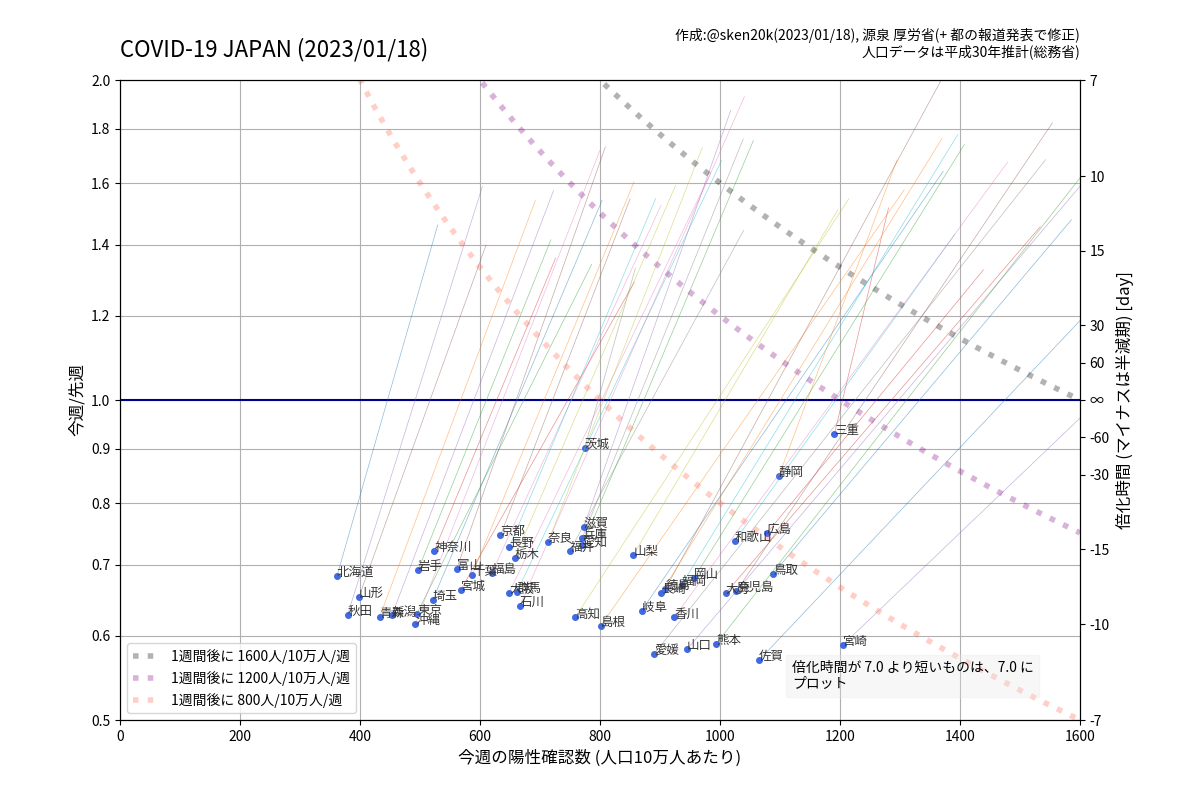 COVID-19 JAPAN (2023/01/18)
作成:@sken20k(2023/01/18), 源泉 厚労省(+ 都の報道発表で修正)
人口データは平成30年推計(総務省)
2.0
1.8
1.6
1.4
1.2
1.0
0.9
0.8
0.7
0.6
0.5
今週/先週
7
10
15
30
60
∞
-60
-30
-15
-10
-7
倍化時間 (マイナスは半減期) [day]
三重
茨城
静岡
滋賀
兵庫
愛知
京都
広島
長野
奈良
和歌山
神奈川
福井
栃木
山梨
岩手
富山
千葉
福島
北海道
鳥取
岡山
福岡
徳島
長崎
宮城
大阪
群馬
大分
鹿児島
山形
埼玉
石川
秋田
青森
新潟
東京
沖縄
高知
島根
岐阜
香川
愛媛
山口
熊本
佐賀
宮崎
1週間後に 1600人/10万人/週
1週間後に 1200人/10万人/週
1週間後に 800人/10万人/週
倍化時間が 7.0 より短いものは、7.0 に
プロット
0
200
400
600
800
1000
1200
1400
1600
今週の陽性確認数 (人口10万人あたり)